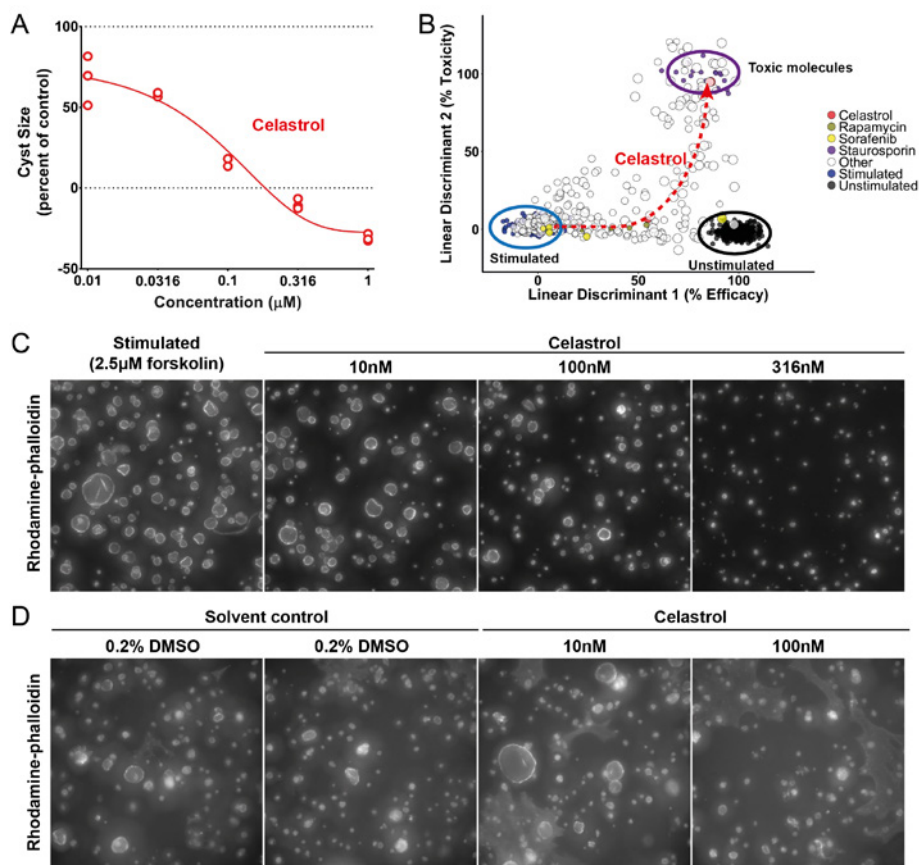 A
100
50
0
-50
0.01
0.0316
0.1
0.316
1
Cyst Size
(percent of control)
Concentration (μM)
Celastrol
B
100
50
0
0
50
100
Linear Discriminant 2 (% Toxicity)
Linear Discriminant 1 (% Efficacy)
Toxic molecules
Celastrol
Stimulated
Unstimulated
Celastrol
Rapamycin
Sorafenib
Staurosporin
Other
Stimulated
Unstimulated
C
Stimulated
(2.5μM forskolin)
Celastrol
10nM
100nM
316nM
Rhodamine-phalloidin
D
Solvent control
Celastrol
0.2% DMSO
0.2% DMSO
10nM
100nM
Rhodamine-phalloidin